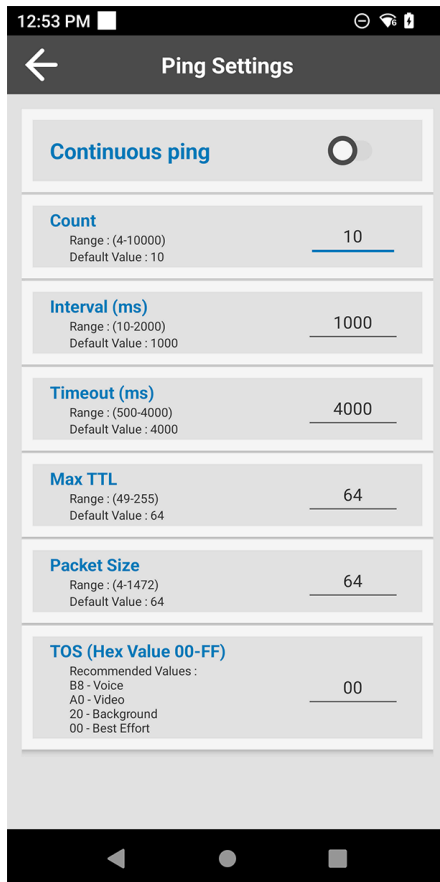 12:53 PM
6
Ping Settings
Continuous ping
Count
Range : (4-10000)
Default Value : 10
10
Interval (ms)
Range : (10-2000)
Default Value : 1000
1000
Timeout (ms)
Range : (500-4000)
Default Value : 4000
4000
Max TTL
Range : (49-255)
Default Value : 64
64
Packet Size
Range : (4-1472)
Default Value : 64
64
TOS (Hex Value 00-FF)
Recommended Values :
B8 - Voice
A0 - Video
20 - Background
00 - Best Effort
00